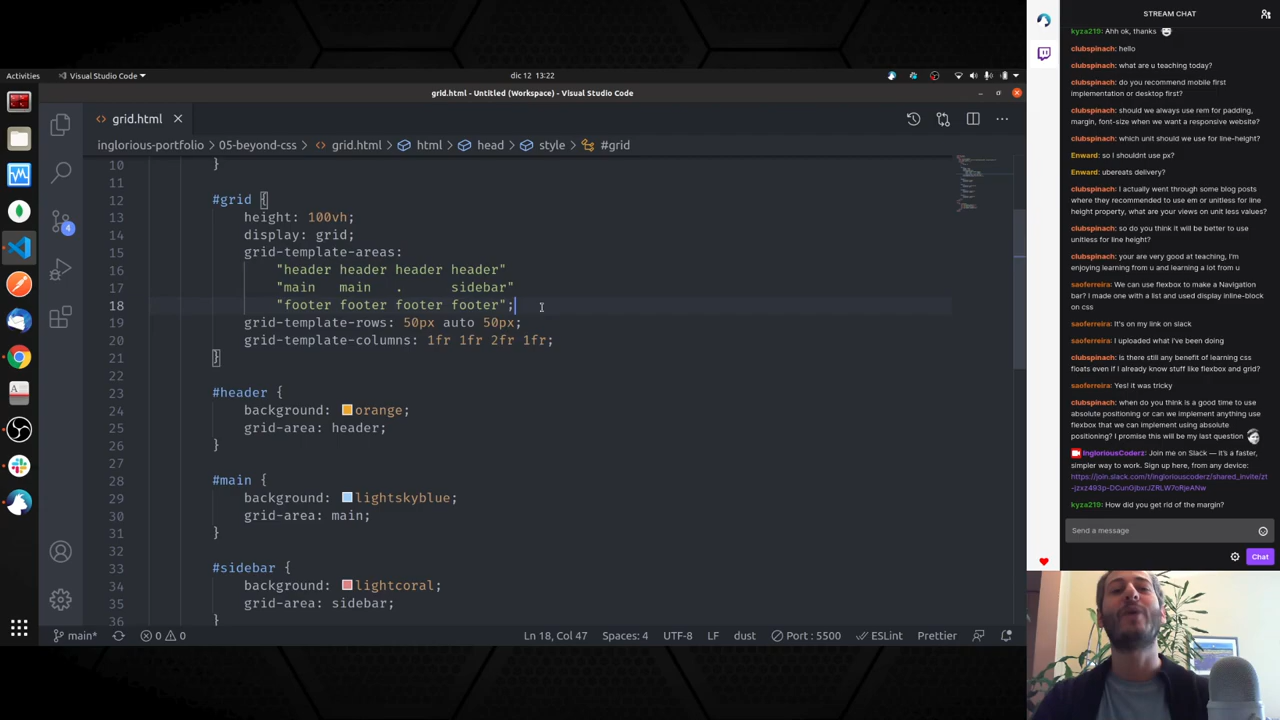 STREAM CHAT
kyza219: Ahh ok, thanks
clubspinach: hello
clubspinach: what are u teaching today?
clubspinach: do you recommend mobile first
implementation or desktop first?
clubspinach: should we always use rem for padding,
margin, font-size when we want a responsive website?
clubspinach: which unit should we use for line-height?
Enward: so I shouldnt use px?
Enward: ubereats delivery?
clubspinach: I actually went through some blog posts
where they recommended to use em or unitless for line
height property, what are your views on unit less values?
clubspinach: so do you think it will be better to use
unitless for line height?
clubspinach: your are very good at teaching, I'm
enjoying learning from u and learning a lot from u
saoferreira: We can use flexbox to make a Navigation
bar? I made one with a list and used display inline-block
on css
saoferreira: It's on my link on slack
saoferreira: I uploaded what i've been doing
clubspinach: is there still any benefit of learning css
floats even if I already know stuff like flexbox and grid?
saoferreira: Yes! it was tricky
clubspinach: when do you think is a good time to use
absolute positioning or can we implement anything use
flexbox that we can implement using absolute
positioning? I promise this will be my last question
IngloriousCoderz: Join me on Slack — it's a faster,
simpler way to work. Sign up here, from any device:
https://join.slack.com/t/ingloriouscoderz/shared_invite/zt
kyza219: How did you get rid of the margin?
Send a message
Chat
Activities
Visual Studio Code
dic 12 13:22
grid.html - Untitled (Workspace) - Visual Studio Code
grid.html
inglorious-portfolio > 05-beyond-css > grid.html > html > head > style > #grid
10 }
11
12 #grid {
13 height: 100vh;
14 display: grid;
15 grid-template-areas:
16 "header header header header"
17 "main main . sidebar"
18 "footer footer footer footer";
19 grid-template-rows: 50px auto 50px;
20 grid-template-columns: 1fr 1fr 2fr 1fr;
21 }
22
23 #header {
24 background: orange;
25 grid-area: header;
26 }
27
28 #main {
29 background: lightskyblue;
30 grid-area: main;
31 }
32
33 #sidebar {
34 background: lightcoral;
35 grid-area: sidebar;
36 }
4
main*
0 0
Ln 18, Col 47
Spaces: 4
UTF-8
LF
dust
Port : 5500
ESLint
Prettier